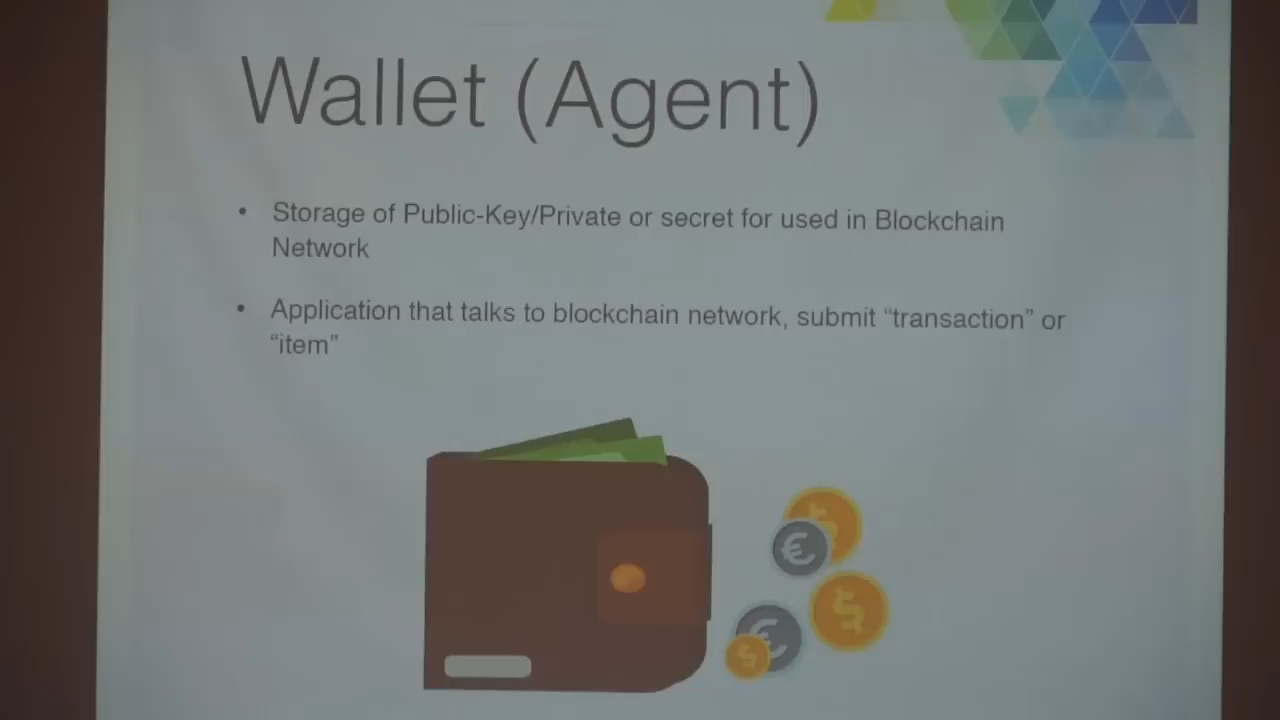 Wallet (Agent)
• Storage of Public-Key/Private or secret for used in Blockchain
Network
• Application that talks to blockchain network, submit “transaction” or
“item”
€
$
€
$